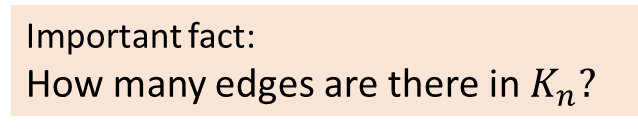 Important fact:
How many edges are there in $K_n$?